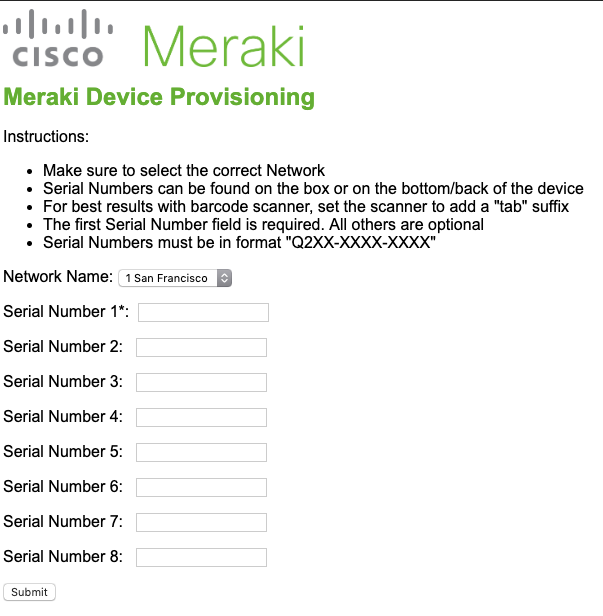 CISCO Meraki
Meraki Device Provisioning
Instructions:
• Make sure to select the correct Network
• Serial Numbers can be found on the box or on the bottom/back of the device
• For best results with barcode scanner, set the scanner to add a "tab" suffix
• The first Serial Number field is required. All others are optional
• Serial Numbers must be in format "Q2XX-XXXX-XXXX"
Network Name: 1 San Francisco
Serial Number 1*:
Serial Number 2:
Serial Number 3:
Serial Number 4:
Serial Number 5:
Serial Number 6:
Serial Number 7:
Serial Number 8:
Submit